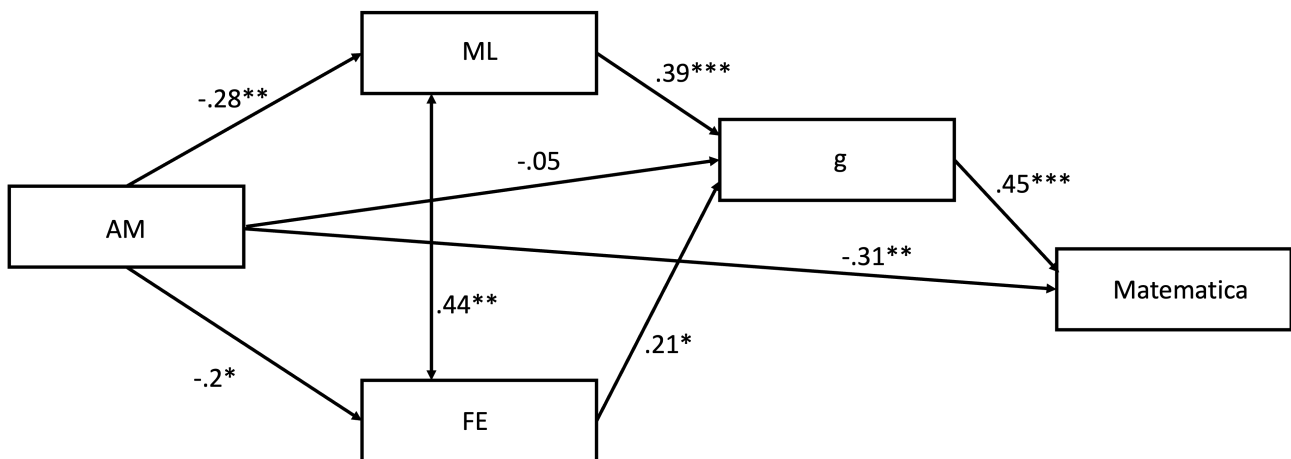 ML
.39***
-.28**
-.05
g
.45***
AM
-.31**
Matematica
.44**
.21*
-.2*
FE